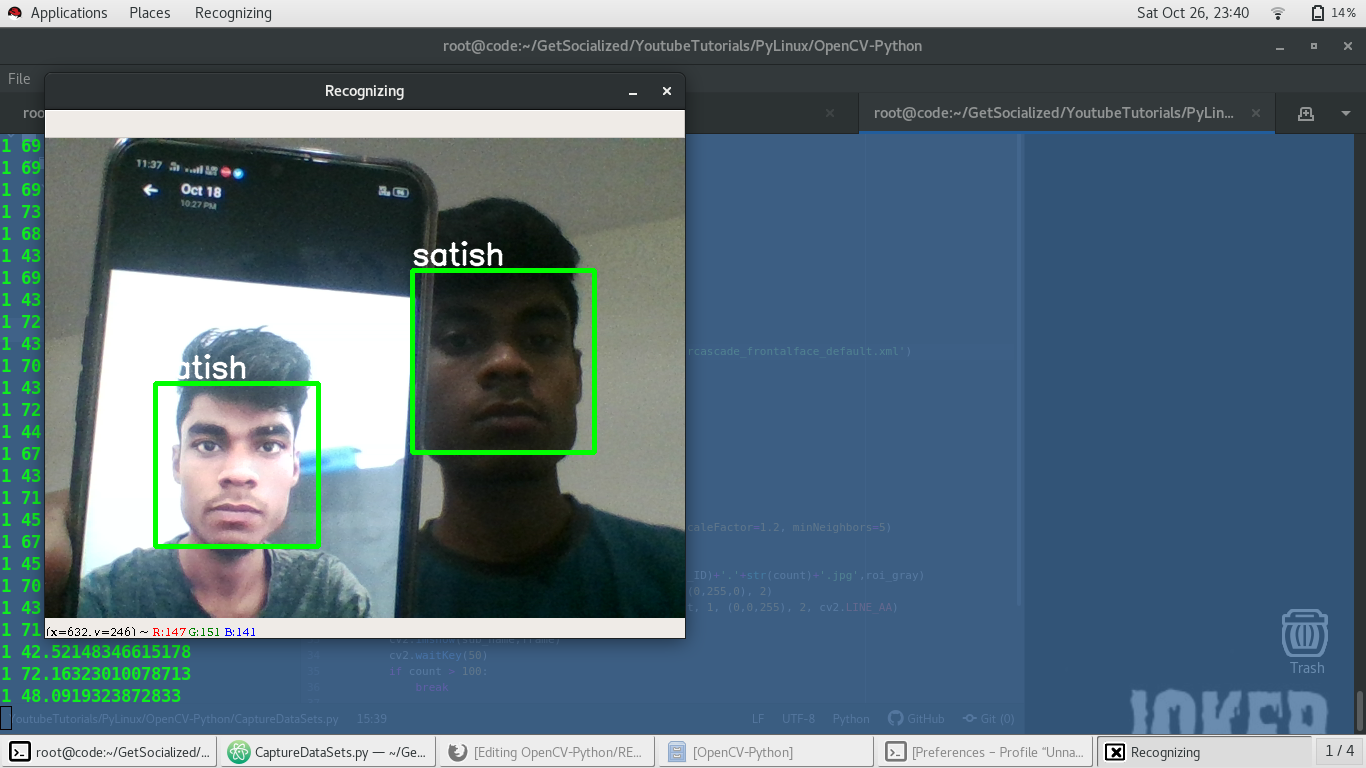 Applications Places Recognizing Sat Oct 26, 23:40 14%
root@code:~/GetSocialized/YoutubeTutorials/PyLinux/OpenCV-Python
File
Recognizing
roo
root@code:~/GetSocialized/YoutubeTutorials/PyLin...
11:37
Oct 18
10:27 PM
satish
atish
1 69
1 69
1 69
1 73
1 68
1 43
1 69
1 43
1 72
1 43
1 70
1 43
1 72
1 44
1 67
1 43
1 71
1 45
1 67
1 45
1 70
1 43
1 71
rcascade_frontalface_default.xml')
caleFactor=1.2, minNeighbors=5)
_ID)+'.'+str(count)+'.jpg'.roi_gray)
(0,255,0), 2)
t, 1, (0,0,255), 2, cv2.LINE_AA)
(x=632, y=246) ~ R:147 G:151 B:141
1 42.52148346615178
1 72.16323010078713
1 48.0919323872833
cv2.waitKey(50)
if count > 100:
break
Trash
YoutubeTutorials/PyLinux/OpenCV-Python/CaptureDataSets.py 15:39 LF UTF-8 Python GitHub Git (0)
JOKER
root@code:~/GetSocialized/... CaptureDataSets.py — ~/Ge... [Editing OpenCV-Python/RE... [OpenCV-Python] [Preferences – Profile “Unna... Recognizing 1 / 4